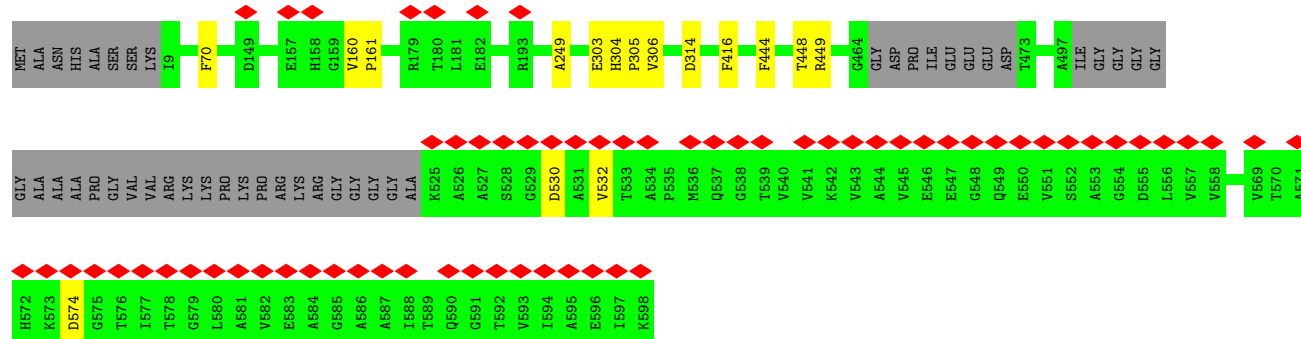 MET ALA ASN HIS ALA SER SER LYS I9 F70 D149 E157 H158 G159 V160 P161 R179 T180 L181 E182 R193 A249 E303 H304 P305 V306 D314 F416 F444 T448 R449 G464 GLY ASP PRO ILE GLU GLU GLU ASP T473 A497 ILE GLY GLY GLY GLY
GLY ALA ALA ALA PRO GLY VAL VAL ARG LYS LYS PRO LYS PRO ARG LYS ARG GLY GLY GLY GLY ALA K525 A526 A527 S528 G529 D530 A531 V532 T533 A534 P535 M536 Q537 G538 T539 V540 V541 K542 V543 A544 V545 E546 E547 G548 Q549 E550 V551 S552 A553 G554 D555 L556 V557 V558 V569 T570 A571
H572 K573 D574 G575 T576 I577 T578 G579 L580 A581 V582 E583 A584 G585 A586 A587 I588 T589 Q590 G591 T592 V593 I594 A595 E596 I597 K598